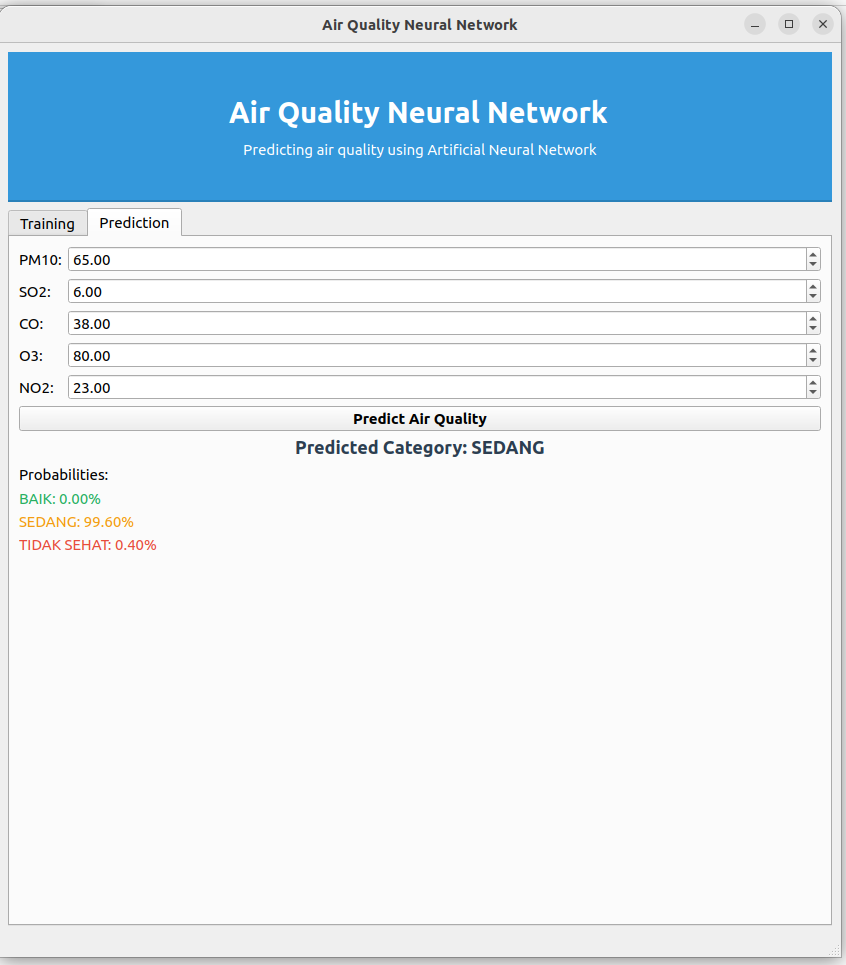 Air Quality Neural Network
Air Quality Neural Network
Predicting air quality using Artificial Neural Network
Training Prediction
PM10: 65.00
SO2: 6.00
CO: 38.00
O3: 80.00
NO2: 23.00
Predict Air Quality
Predicted Category: SEDANG
Probabilities:
BAIK: 0.00%
SEDANG: 99.60%
TIDAK SEHAT: 0.40%